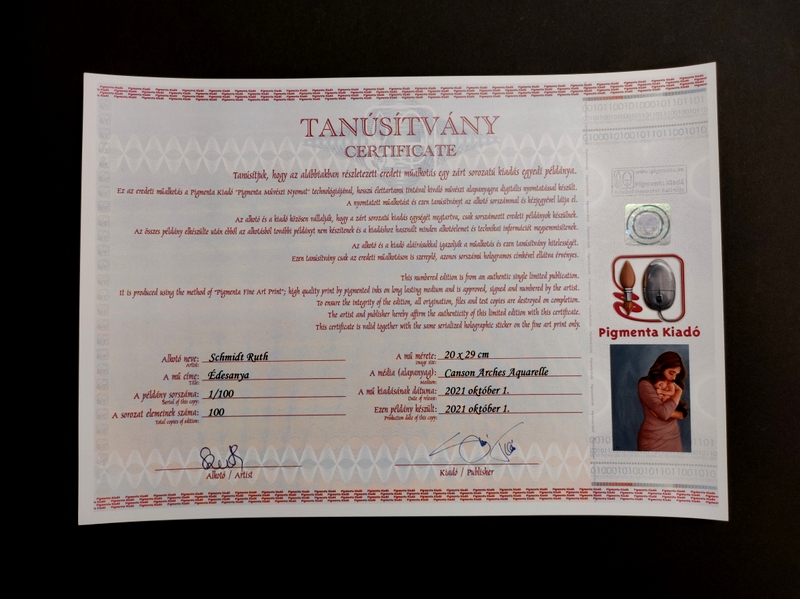 TANÚSÍTVÁNY
CERTIFICATE
Tanúsítjuk, hogy az alábbiakban részletezett eredeti műalkotás egy zárt sorozatú kiadás egyedi példánya.
Ez az eredeti műalkotás a Pigmenta Kiadó "Pigmenta Művészi Nyomat" technológiájával, hosszú élettartamú tintával kiváló művészi alapanyagra digitális nyomtatással készült.
A nyomtatott műalkotást és ezen tanúsítványt az alkotó sorszámmal és kézjegyével látja el.
Az alkotó és a kiadó közösen vállalják, hogy a zárt sorozatú kiadás egységét megtartva, csak sorszámozott eredeti példányok készülnek.
Az összes példány elkészülte után ebből az alkotásból további példányt nem készítenek és a kiadáshoz használt minden alkotóelemet és technikai információt megsemmisítenek.
Az alkotó és a kiadó aláírásukkal igazolják a műalkotás és ezen tanúsítvány hitelességét.
Ezen tanúsítvány csak az eredeti műalkotáson is szereplő, azonos sorszámú hologramos címkével ellátva érvényes.
This numbered edition is from an authentic single limited publication.
It is produced using the method of "Pigmenta Fine Art Print"; high quality print by pigmented inks on long lasting medium and is approved, signed and numbered by the artist.
To ensure the integrity of the edition, all origination, files and test copies are destroyed on completion.
The artist and publisher hereby affirm the authenticity of this limited edition with this certificate.
This certificate is valid together with the same serialized holographic sticker on the fine art print only.
Pigmenta Kiadó
Alkotó neve: Schmidt Ruth
Artist:
A mű címe: Édesanya
Title:
A példány sorszáma: 1/100
Serial of this copy:
A sorozat elemeinek száma: 100
Total copies of edition:
A mű mérete: 20 x 29 cm
Image size:
A média (alapanyag): Canson Arches Aquarelle
Medium:
A mű kiadásának dátuma: 2021 október 1.
Date of release:
Ezen példány készült: 2021 október 1.
Production date of this copy:
Alkotó / Artist
Kiadó / Publisher